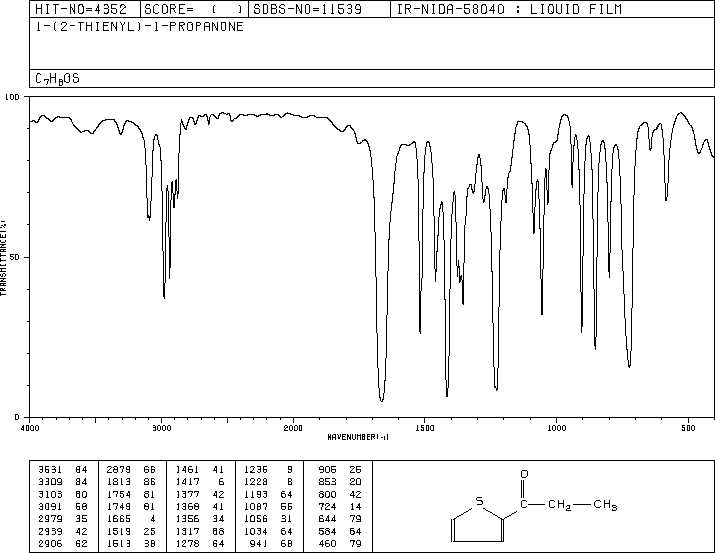 HIT-NO=4352 SCORE= ( ) SDBS-NO=11539 IR-NIDA-58040 : LIQUID FILM
1-(2-THIENYL)-1-PROPANONE
C7H8OS
100
50
0
TRANSMITTANCE(%)
4000 3000 2000 1500 1000 500
WAVENUMBER(-1)
3631 84 2879 66 1461 41 1236 9 906 25
3309 84 1813 86 1417 6 1228 8 853 20
3103 60 1754 81 1377 42 1193 64 800 42
3091 60 1749 81 1368 41 1087 55 724 14
2979 35 1665 4 1356 34 1056 31 644 79
2939 42 1519 25 1317 68 1034 64 584 64
2906 62 1513 38 1278 64 941 68 460 79
O
S C CH2 CH3